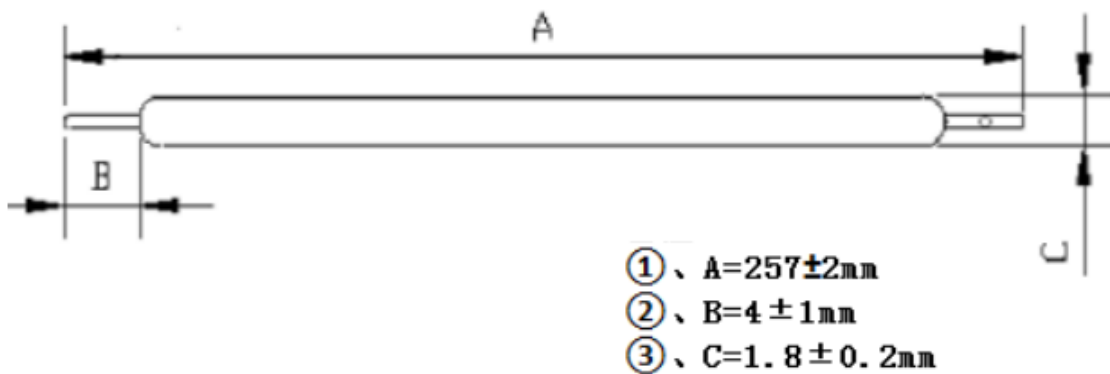 A
B
C
①、A=257±2mm
②、B=4±1mm
③、C=1.8±0.2mm